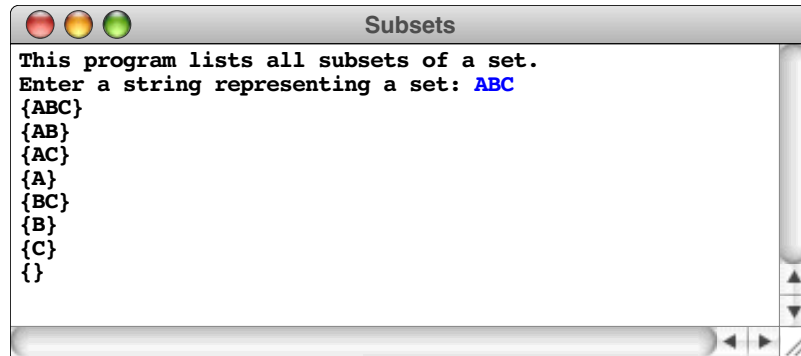 Subsets
This program lists all subsets of a set.
Enter a string representing a set: ABC
{ABC}
{AB}
{AC}
{A}
{BC}
{B}
{C}
{}